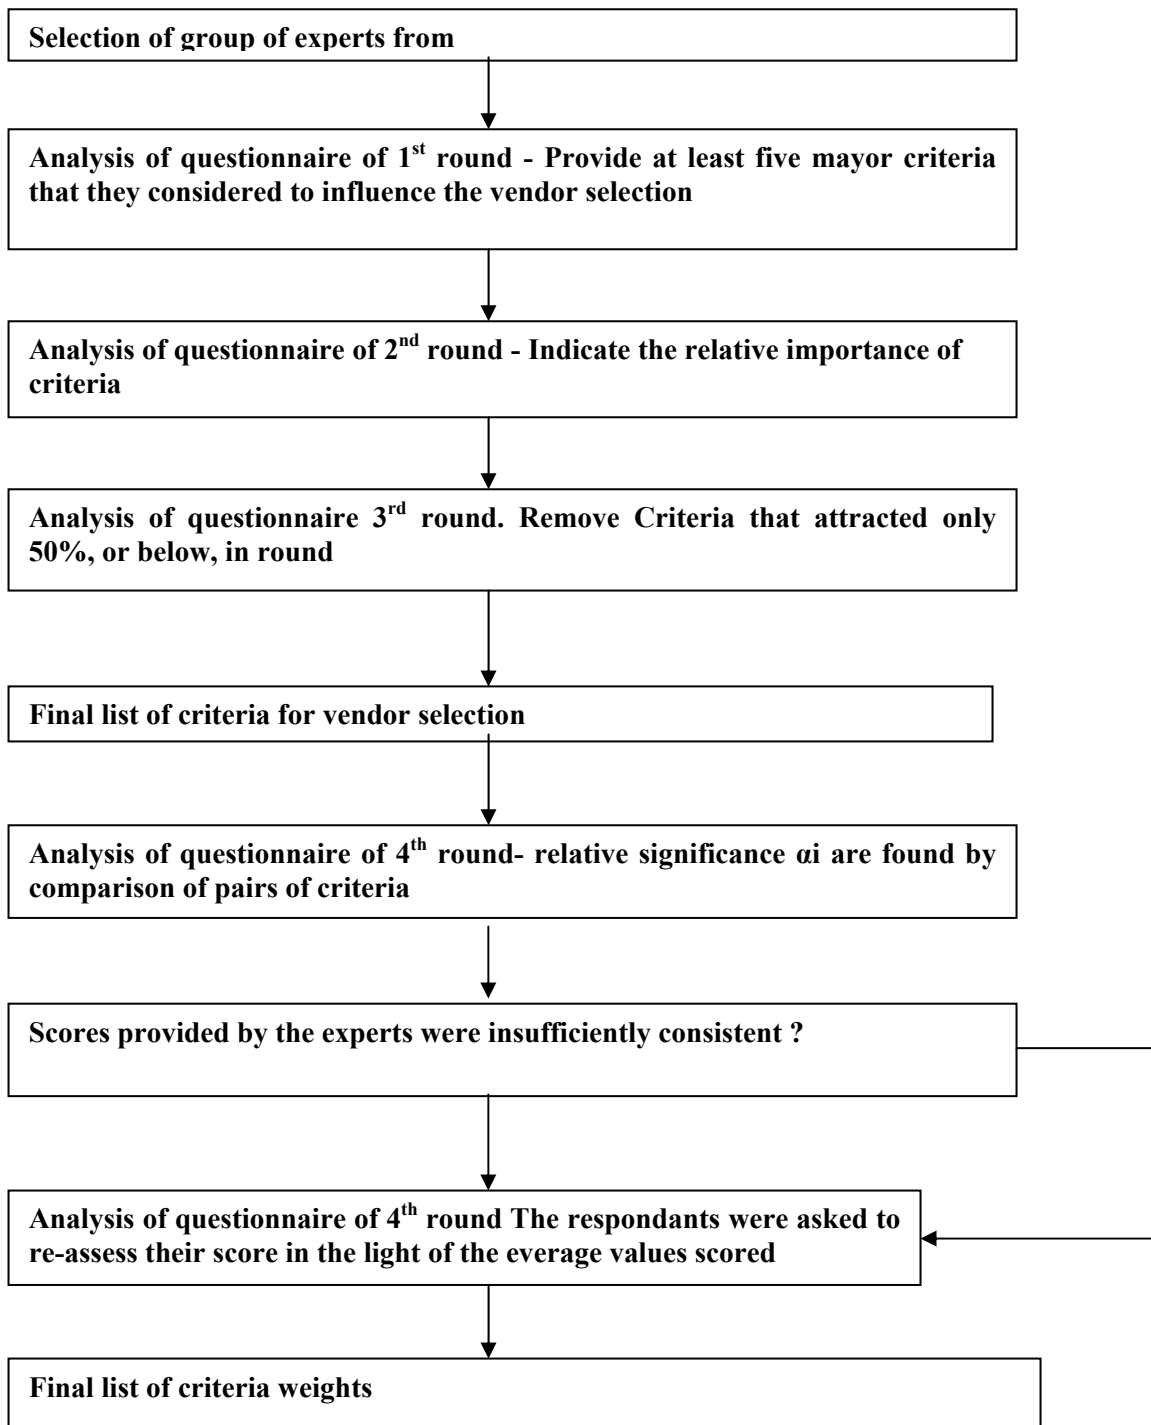 Selection of group of experts from
Analysis of questionnaire of 1st round - Provide at least five mayor criteria
that they considered to influence the vendor selection
Analysis of questionnaire of 2nd round - Indicate the relative importance of
criteria
Analysis of questionnaire 3rd round. Remove Criteria that attracted only
50%, or below, in round
Final list of criteria for vendor selection
Analysis of questionnaire of 4th round- relative significance αi are found by
comparison of pairs of criteria
Scores provided by the experts were insufficiently consistent ?
Analysis of questionnaire of 4th round The respondants were asked to
re-assess their score in the light of the everage values scored
Final list of criteria weights